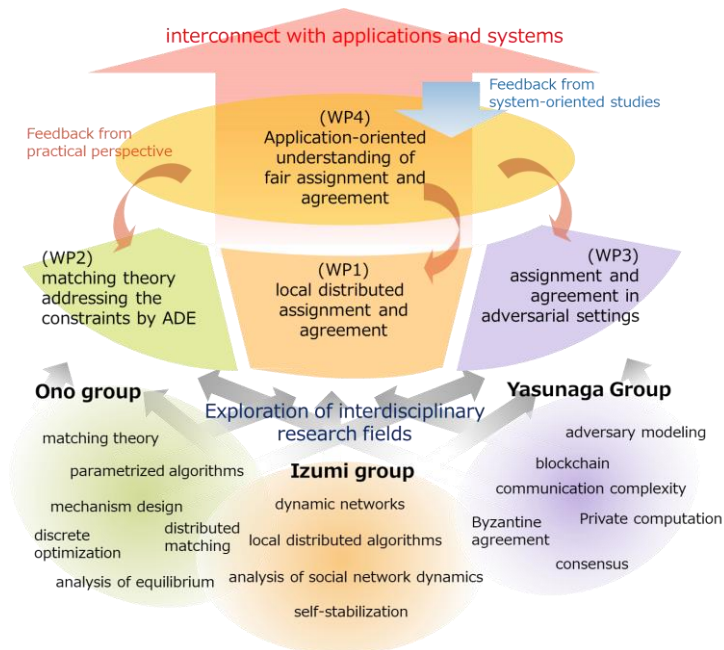 interconnect with applications and systems
Feedback from
system-oriented studies
(WP4)
Application-oriented
understanding of
fair assignment and
agreement
Feedback from
practical perspective
(WP2)
matching theory
addressing the
constraints by ADE
(WP1)
local distributed
assignment and
agreement
(WP3)
assignment and
agreement in
adversarial settings
Ono group
Yasunaga Group
Exploration of interdisciplinary
research fields
Izumi group
matching theory
parametrized algorithms
mechanism design
discrete
optimization
distributed
matching
analysis of equilibrium
dynamic networks
local distributed algorithms
analysis of social network dynamics
self-stabilization
adversary modeling
blockchain
communication complexity
Byzantine
agreement
Private computation
consensus